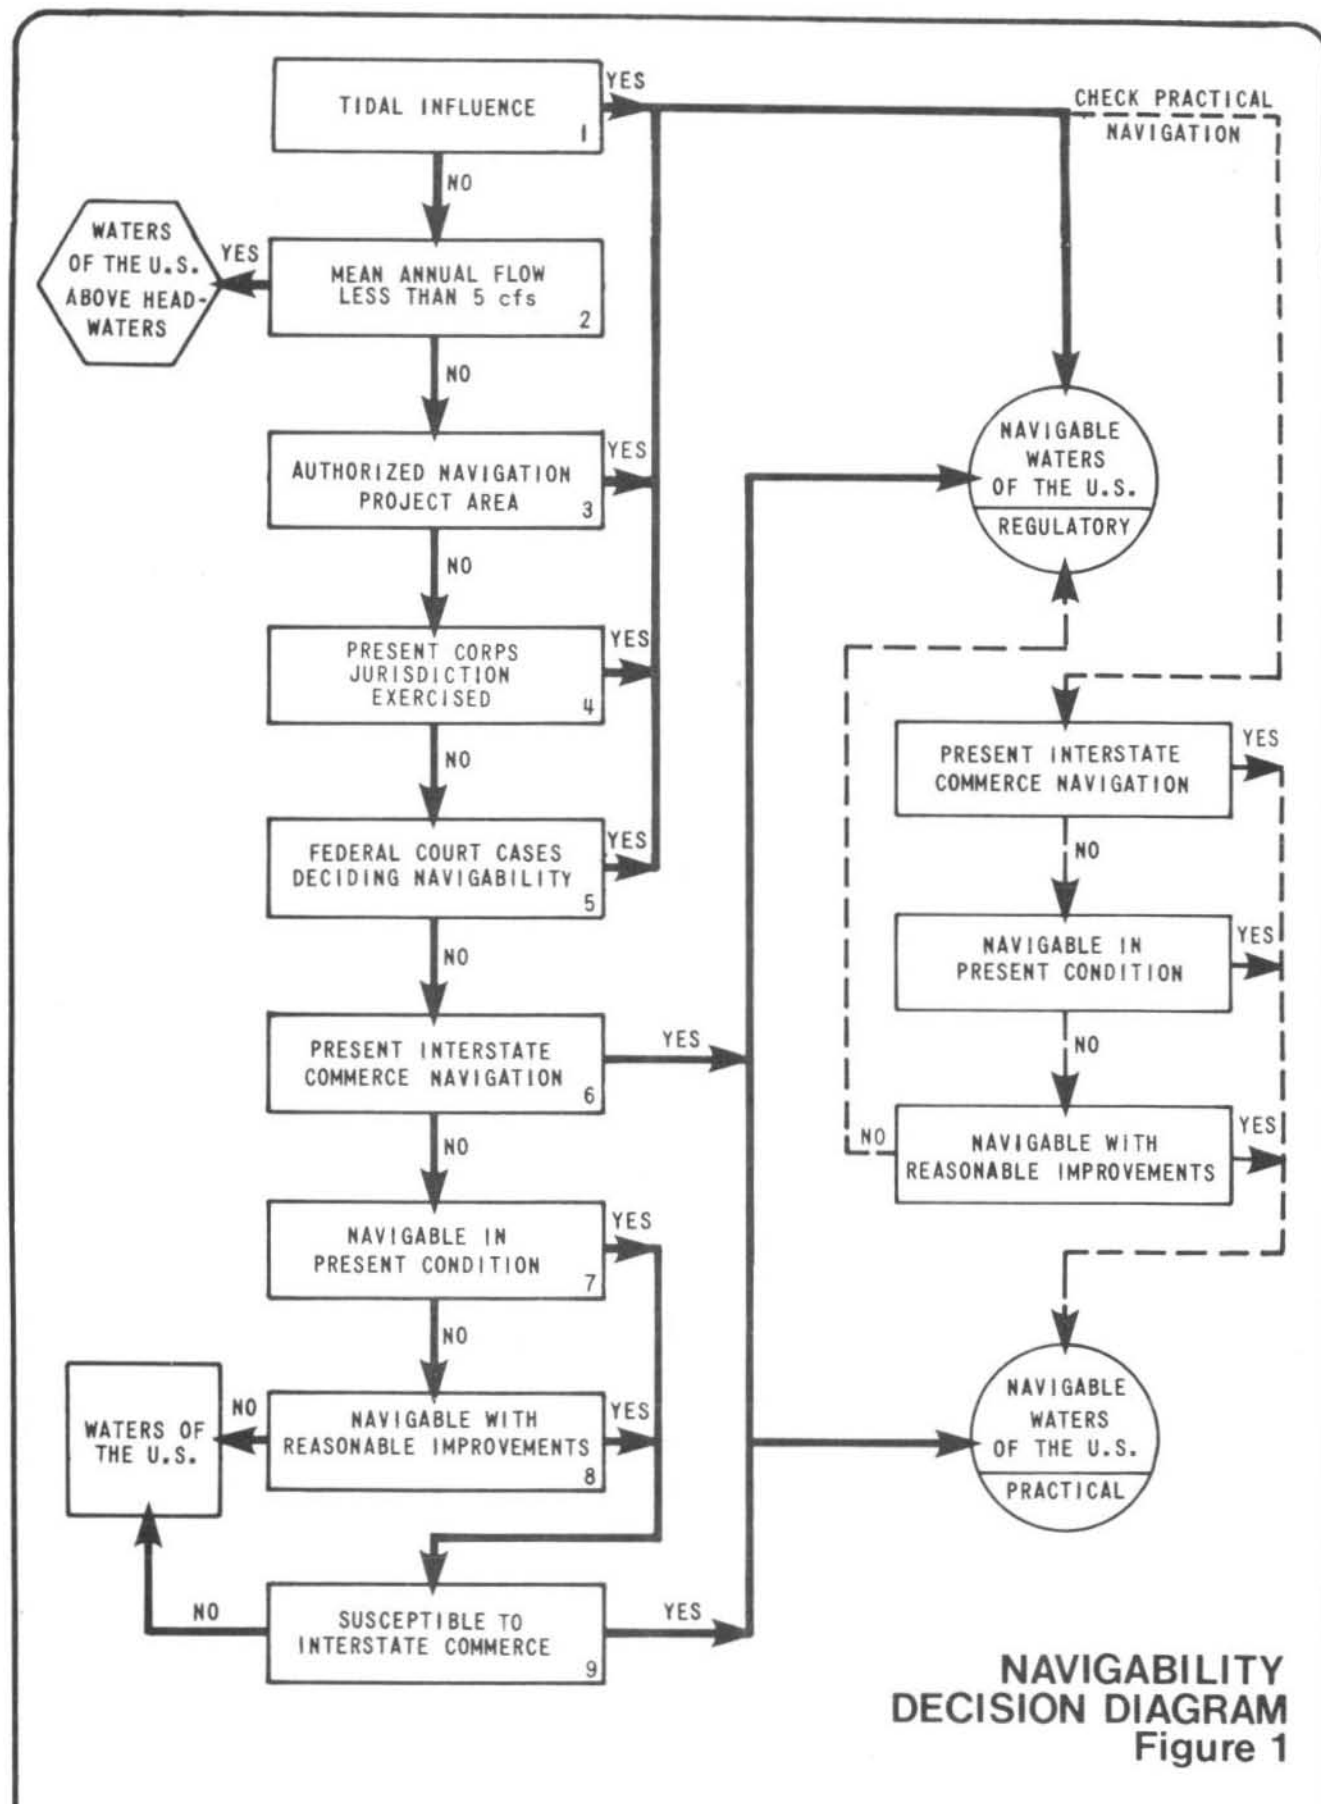 TIDAL INFLUENCE
1
YES
NO
CHECK PRACTICAL
NAVIGATION
WATERS
OF THE U.S.
ABOVE HEAD-
WATERS
YES
MEAN ANNUAL FLOW
LESS THAN 5 cfs
2
NO
AUTHORIZED NAVIGATION
PROJECT AREA
3
YES
NO
NAVIGABLE
WATERS
OF THE U.S.
REGULATORY
PRESENT CORPS
JURISDICTION
EXERCISED
4
YES
NO
FEDERAL COURT CASES
DECIDING NAVIGABILITY
5
YES
NO
PRESENT INTERSTATE
COMMERCE NAVIGATION
6
YES
NO
NAVIGABLE IN
PRESENT CONDITION
7
YES
NO
NAVIGABLE WITH
REASONABLE IMPROVEMENTS
8
YES
NO
WATERS OF
THE U.S.
SUSCEPTIBLE TO
INTERSTATE COMMERCE
9
YES
NO
PRESENT INTERSTATE
COMMERCE NAVIGATION
YES
NO
NAVIGABLE IN
PRESENT CONDITION
YES
NO
NAVIGABLE WITH
REASONABLE IMPROVEMENTS
YES
NO
NAVIGABLE
WATERS
OF THE U.S.
PRACTICAL
NAVIGABILITY
DECISION DIAGRAM
Figure 1